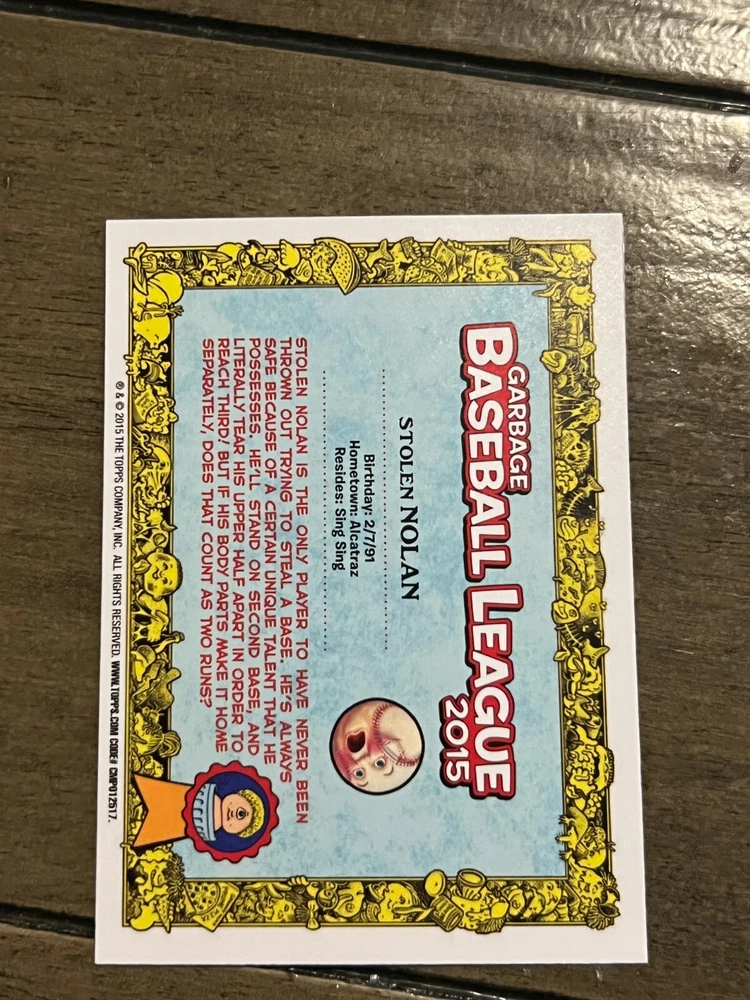 GARBAGE
BASEBALL LEAGUE
2015
STOLEN NOLAN
Birthday: 2/7/91
Hometown: Alcatraz
Resides: Sing Sing
STOLEN NOLAN IS THE ONLY PLAYER TO HAVE NEVER BEEN
THROWN OUT TRYING TO STEAL A BASE. HE'S ALWAYS
SAFE BECAUSE OF A CERTAIN UNIQUE TALENT THAT HE
POSSESSES. HE'LL STAND ON SECOND BASE, AND
LITERALLY TEAR HIS UPPER HALF APART IN ORDER TO
REACH THIRD! BUT IF HIS BODY PARTS MAKE IT HOME
SEPARATELY, DOES THAT COUNT AS TWO RUNS?
® & © 2015 THE TOPPS COMPANY, INC. ALL RIGHTS RESERVED. WWW.TOPPS.COM CODE# CMP012517.